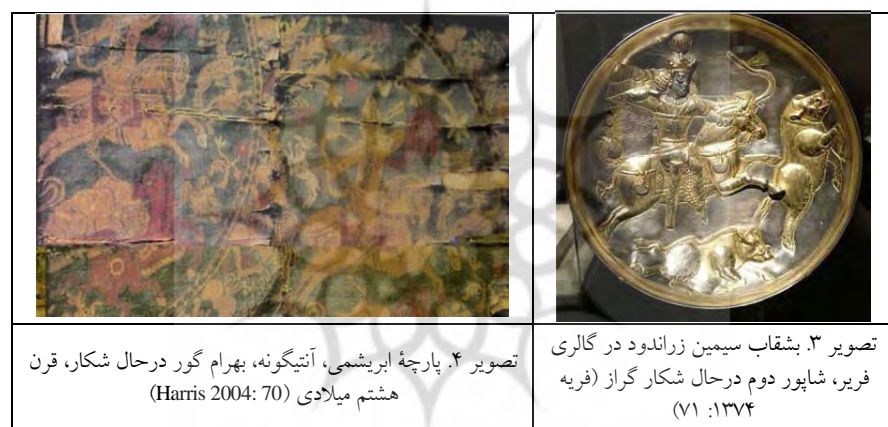 تصویر ۳. بشقاب سیمین زراندود در گالری
فریر، شاپور دوم درحال شکار گراز (فریه
۱۳۷۴: ۷۱)
تصویر ۴. پارچهٔ ابریشمی، آنتیگونه، بهرام گور درحال شکار، قرن
هشتم میلادی (Harris 2004: 70)